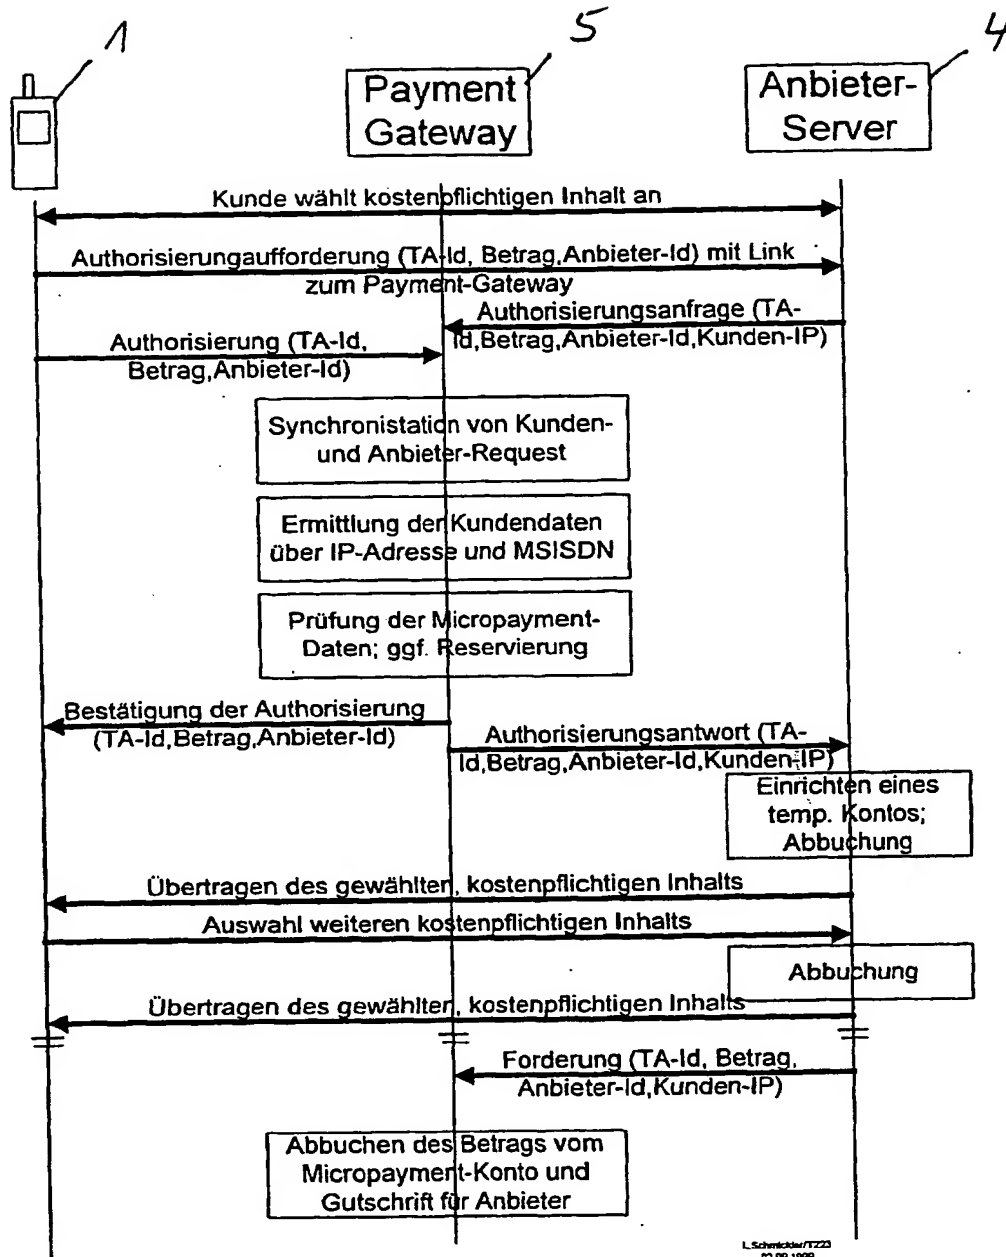 1
5
4
Payment
Gateway
Anbieter-
Server
Kunde wählt kostenpflichtigen Inhalt an
Authorisierungaufforderung (TA-Id, Betrag,Anbieter-Id) mit Link
zum Payment-Gateway
Authorisierungsanfrage (TA-
Id,Betrag,Anbieter-Id,Kunden-IP)
Authorisierung (TA-Id,
Betrag,Anbieter-Id)
Synchronistation von Kunden-
und Anbieter-Request
Ermittlung der Kundendaten
über IP-Adresse und MSISDN
Prüfung der Micropayment-
Daten; ggf. Reservierung
Bestätigung der Authorisierung
(TA-Id,Betrag,Anbieter-Id)
Authorisierungsantwort (TA-
Id,Betrag,Anbieter-Id,Kunden-IP)
Einrichten eines
temp. Kontos;
Abbuchung
Übertragen des gewählten, kostenpflichtigen Inhalts
Auswahl weiteren kostenpflichtigen Inhalts
Abbuchung
Übertragen des gewählten, kostenpflichtigen Inhalts
Forderung (TA-Id, Betrag,
Anbieter-Id,Kunden-IP)
Abbuchen des Betrags vom
Micropayment-Konto und
Gutschrift für Anbieter
L.Schmickler/T223